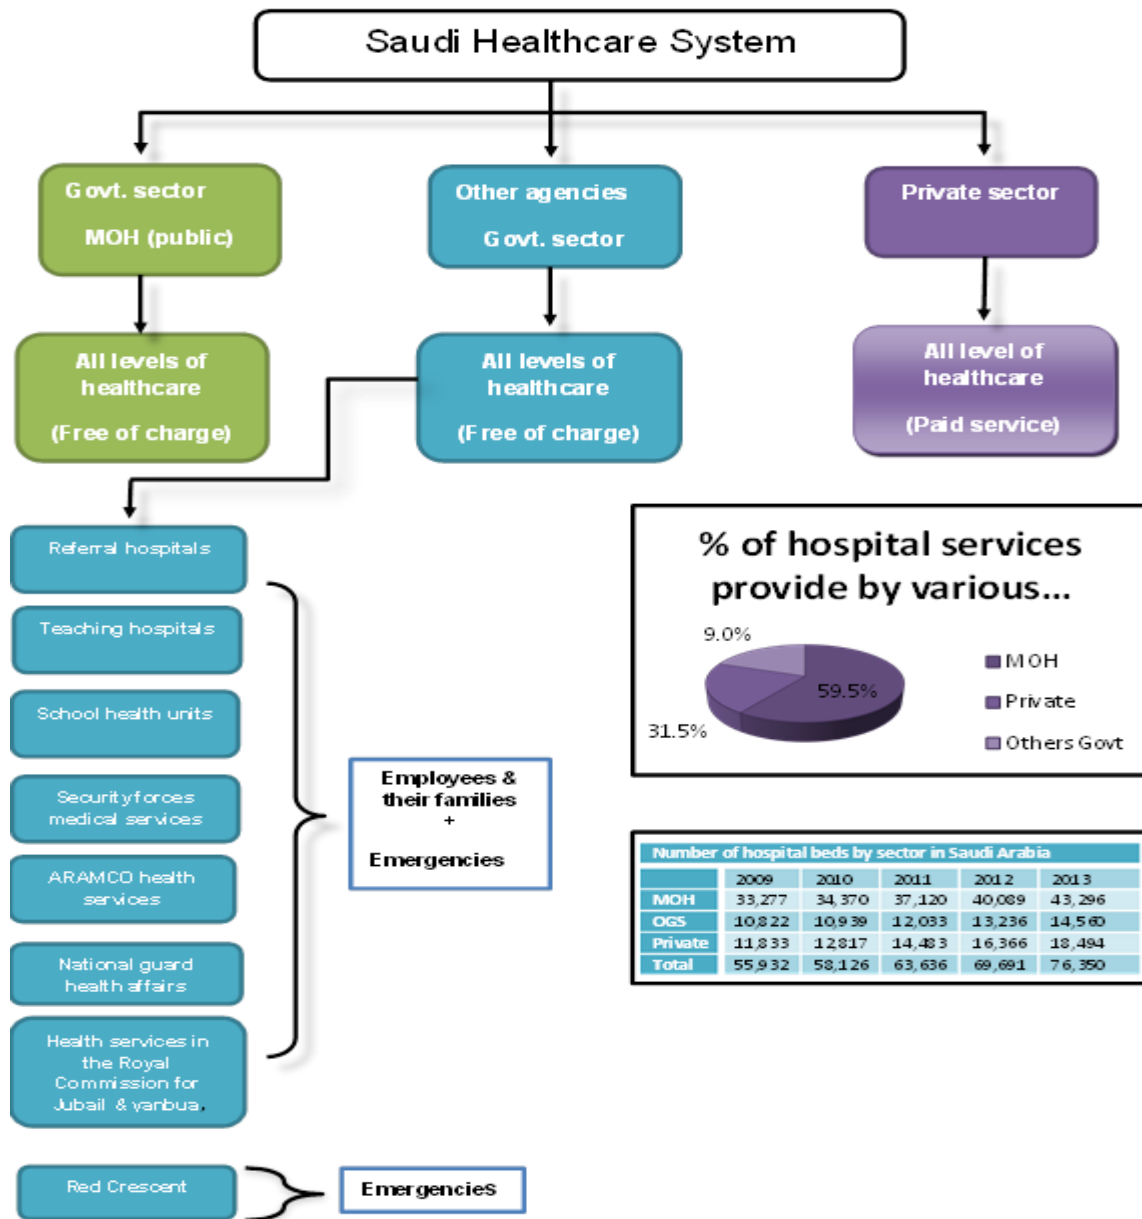 Saudi Healthcare System
Govt. sector
MOH (public)
Other agencies
Govt. sector
Private sector
All levels of
healthcare
(Free of charge)
All levels of
healthcare
(Free of charge)
All level of
healthcare
(Paid service)
Referral hospitals
Teaching hospitals
School health units
Security forces
medical services
ARAMCO health
services
National guard
health affairs
Health services in
the Royal
Commission for
Jubail & yanbua,
Employees &
their families
+
Emergencies
Red Crescent
Emergencies
% of hospital services
provide by various...
9.0%
59.5%
31.5%
MOH
Private
Others Govt
Number of hospital beds by sector in Saudi Arabia
2009 2010 2011 2012 2013
MOH 33,277 34,370 37,120 40,089 43,296
OGS 10,822 10,939 12,033 13,236 14,560
Private 11,833 12,817 14,483 16,366 18,494
Total 55,932 58,126 63,636 69,691 76,350